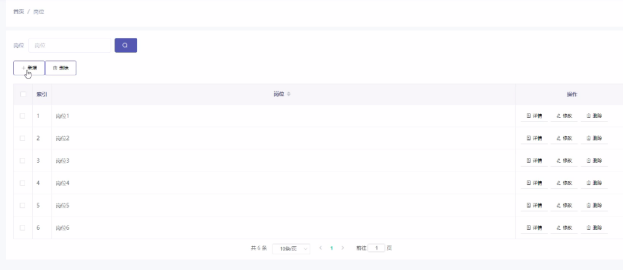 首页 / 岗位
岗位 岗位
+ 新增 删除
索引 岗位 操作
1 岗位1 详情 修改 删除
2 岗位2 详情 修改 删除
3 岗位3 详情 修改 删除
4 岗位4 详情 修改 删除
5 岗位5 详情 修改 删除
6 岗位6 详情 修改 删除
共 6 条 10条/页 < 1 > 前往 1 页